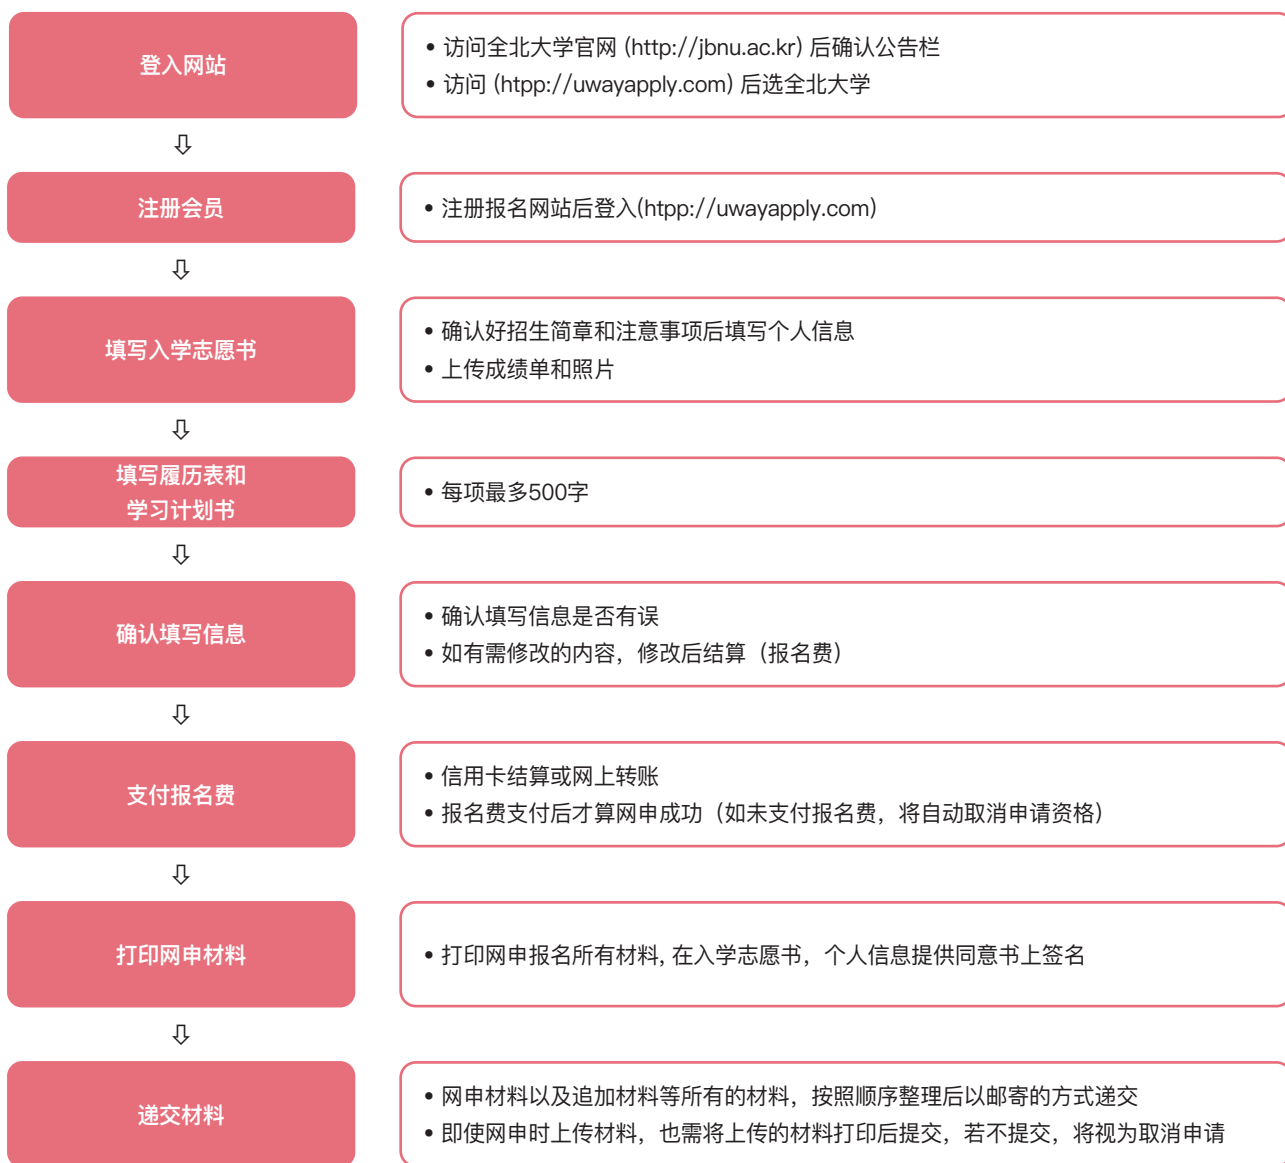 登入网站
• 访问全北大学官网 (http://jbnu.ac.kr) 后确认公告栏
• 访问 (htpp://uwayapply.com) 后选全北大学
⇩
注册会员
• 注册报名网站后登入(htpp://uwayapply.com)
⇩
填写入学志愿书
• 确认好招生简章和注意事项后填写个人信息
• 上传成绩单和照片
⇩
填写履历表和
学习计划书
• 每项最多500字
⇩
确认填写信息
• 确认填写信息是否有误
• 如有需修改的内容，修改后结算（报名费）
⇩
支付报名费
• 信用卡结算或网上转账
• 报名费支付后才算网申成功（如未支付报名费，将自动取消申请资格）
⇩
打印网申材料
• 打印网申报名所有材料, 在入学志愿书，个人信息提供同意书上签名
⇩
递交材料
• 网申材料以及追加材料等所有的材料，按照顺序整理后以邮寄的方式递交
• 即使网申时上传材料，也需将上传的材料打印后提交，若不提交，将视为取消申请